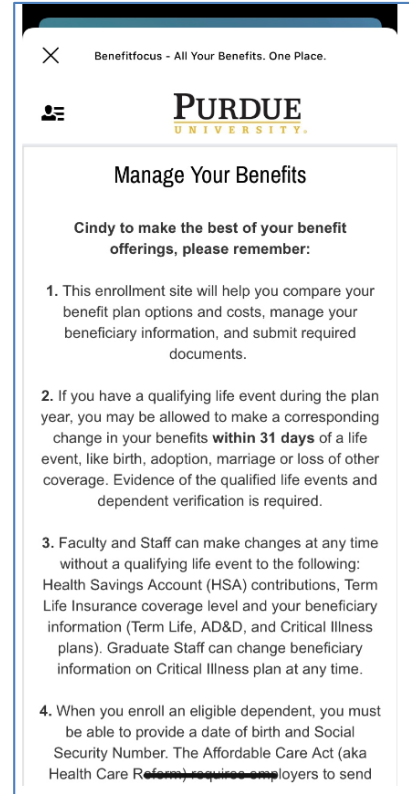 Benefitfocus - All Your Benefits. One Place.
PURDUE
UNIVERSITY®
Manage Your Benefits
Cindy to make the best of your benefit
offerings, please remember:
1. This enrollment site will help you compare your
benefit plan options and costs, manage your
beneficiary information, and submit required
documents.
2. If you have a qualifying life event during the plan
year, you may be allowed to make a corresponding
change in your benefits within 31 days of a life
event, like birth, adoption, marriage or loss of other
coverage. Evidence of the qualified life events and
dependent verification is required.
3. Faculty and Staff can make changes at any time
without a qualifying life event to the following:
Health Savings Account (HSA) contributions, Term
Life Insurance coverage level and your beneficiary
information (Term Life, AD&D, and Critical Illness
plans). Graduate Staff can change beneficiary
information on Critical Illness plan at any time.
4. When you enroll an eligible dependent, you must
be able to provide a date of birth and Social
Security Number. The Affordable Care Act (aka
Health Care Reform) requires employers to send